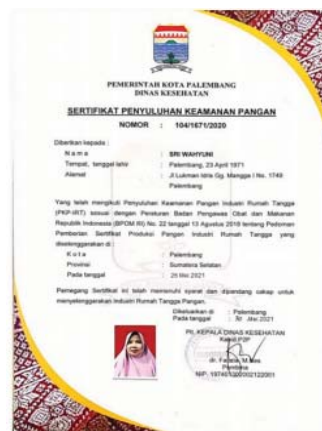 PEMERINTAH KOTA PALEMBANG
DINAS KESEHATAN
SERTIFIKAT PENYULUHAN KEAMANAN PANGAN
NOMOR : 104/1671/2020
Diberikan kepada :
Nama : SRI WAHYUNI
Tempat, tanggal lahir : Palembang, 23 April 1971
Alamat : Jl.Lukman Idris Gg. Mangga I No. 1749
Palembang
Yang telah mengikuti Penyuluhan Keamanan Pangan Industri Rumah Tangga
(PKP-IRT) sesuai dengan Peraturan Badan Pengawas Obat dan Makanan
Republik Indonesia (BPOM RI) No. 22 tanggal 13 Agustus 2018 tentang Pedoman
Pemberian Sertifikat Produksi Pangan Industri Rumah Tangga yang
diselenggarakan di :
Kota : Palembang
Provinsi : Sumatera Selatan
Pada tanggal : 25 Mei 2021
Pemegang Sertifikat ini telah memenuhi syarat dan dipandang cakap untuk
menyelenggarakan Industri Rumah Tangga Pangan.
Dikeluarkan di : Palembang
Pada tanggal : Mei 2021
Plt. KEPALA DINAS KESEHATAN
Kabid P2P
dr.
Pembina
NIP.